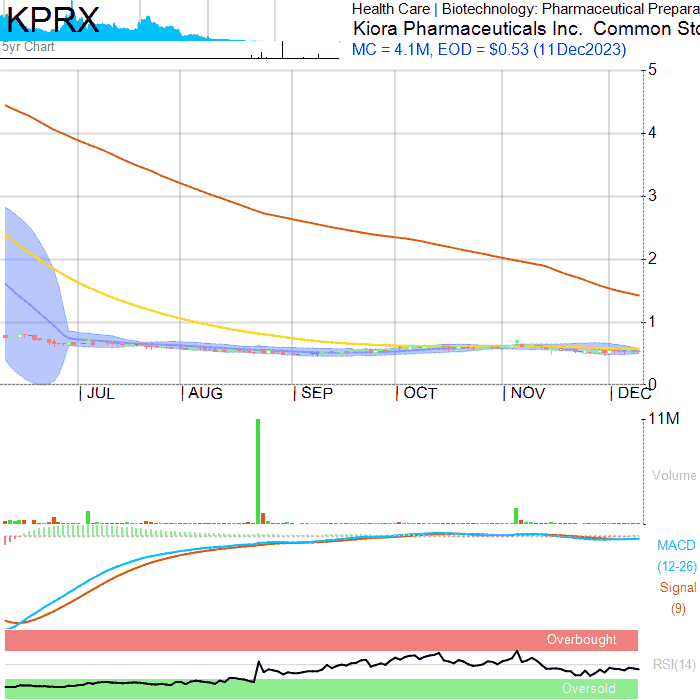 KPRX
5yr Chart
Health Care | Biotechnology: Pharmaceutical Prepara
Kiora Pharmaceuticals Inc. Common Sto
MC = 4.1M, EOD = $0.53 (11Dec2023)
5
4
3
2
1
0
| JUL | AUG | SEP | OCT | NOV | DEC
11M
Volume
MACD
(12-26)
Signal
(9)
Overbought
RSI(14)
Oversold